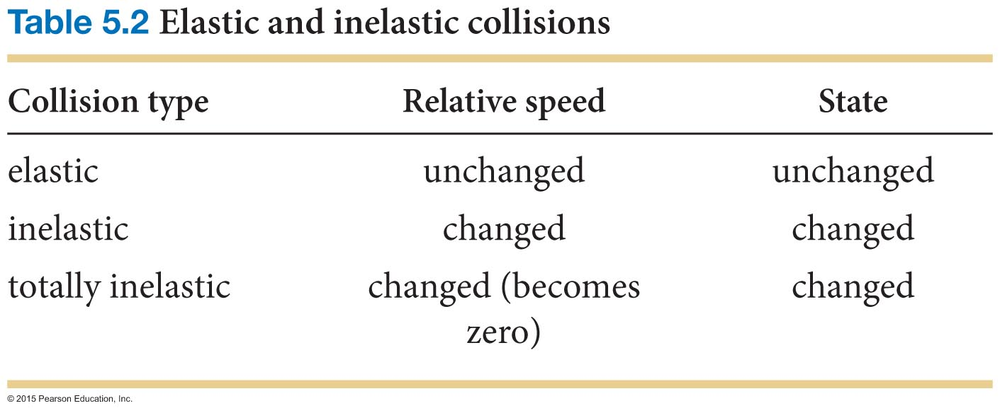 Table 5.2 Elastic and inelastic collisions
Collision type Relative speed State
elastic unchanged unchanged
inelastic changed changed
totally inelastic changed (becomes changed
zero)
© 2015 Pearson Education, Inc.